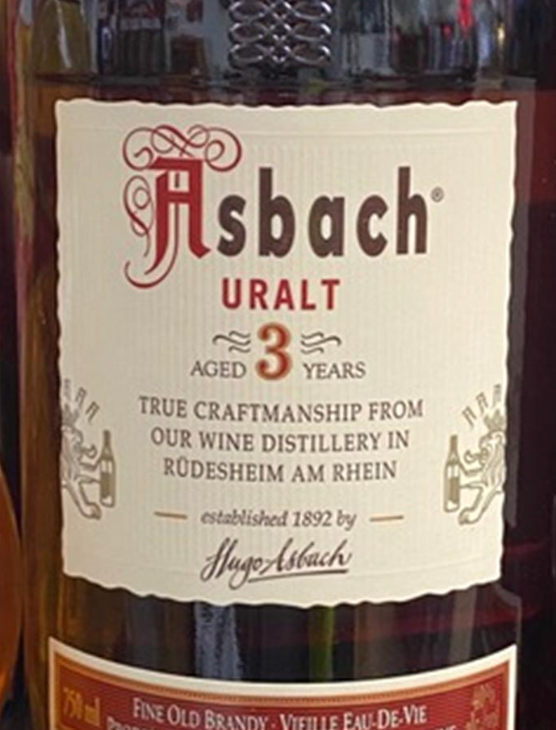 Asbach®
URALT
AGED 3 YEARS
TRUE CRAFTMANSHIP FROM
OUR WINE DISTILLERY IN
RÜDESHEIM AM RHEIN
established 1892 by
Hugo Asbach
750 ml
FINE OLD BRANDY · VIEILLE EAU-DE-VIE